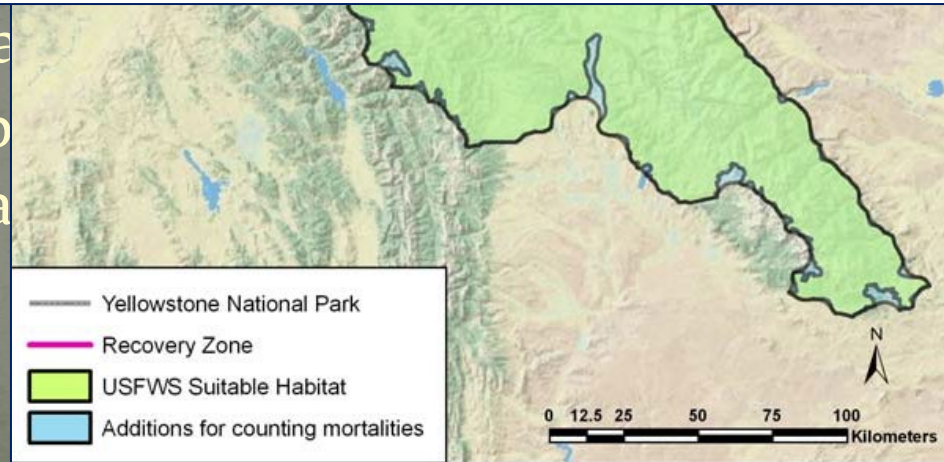 a
p
a
Yellowstone National Park
Recovery Zone
USFWS Suitable Habitat
Additions for counting mortalities
N
0 12.5 25 50 75 100
Kilometers